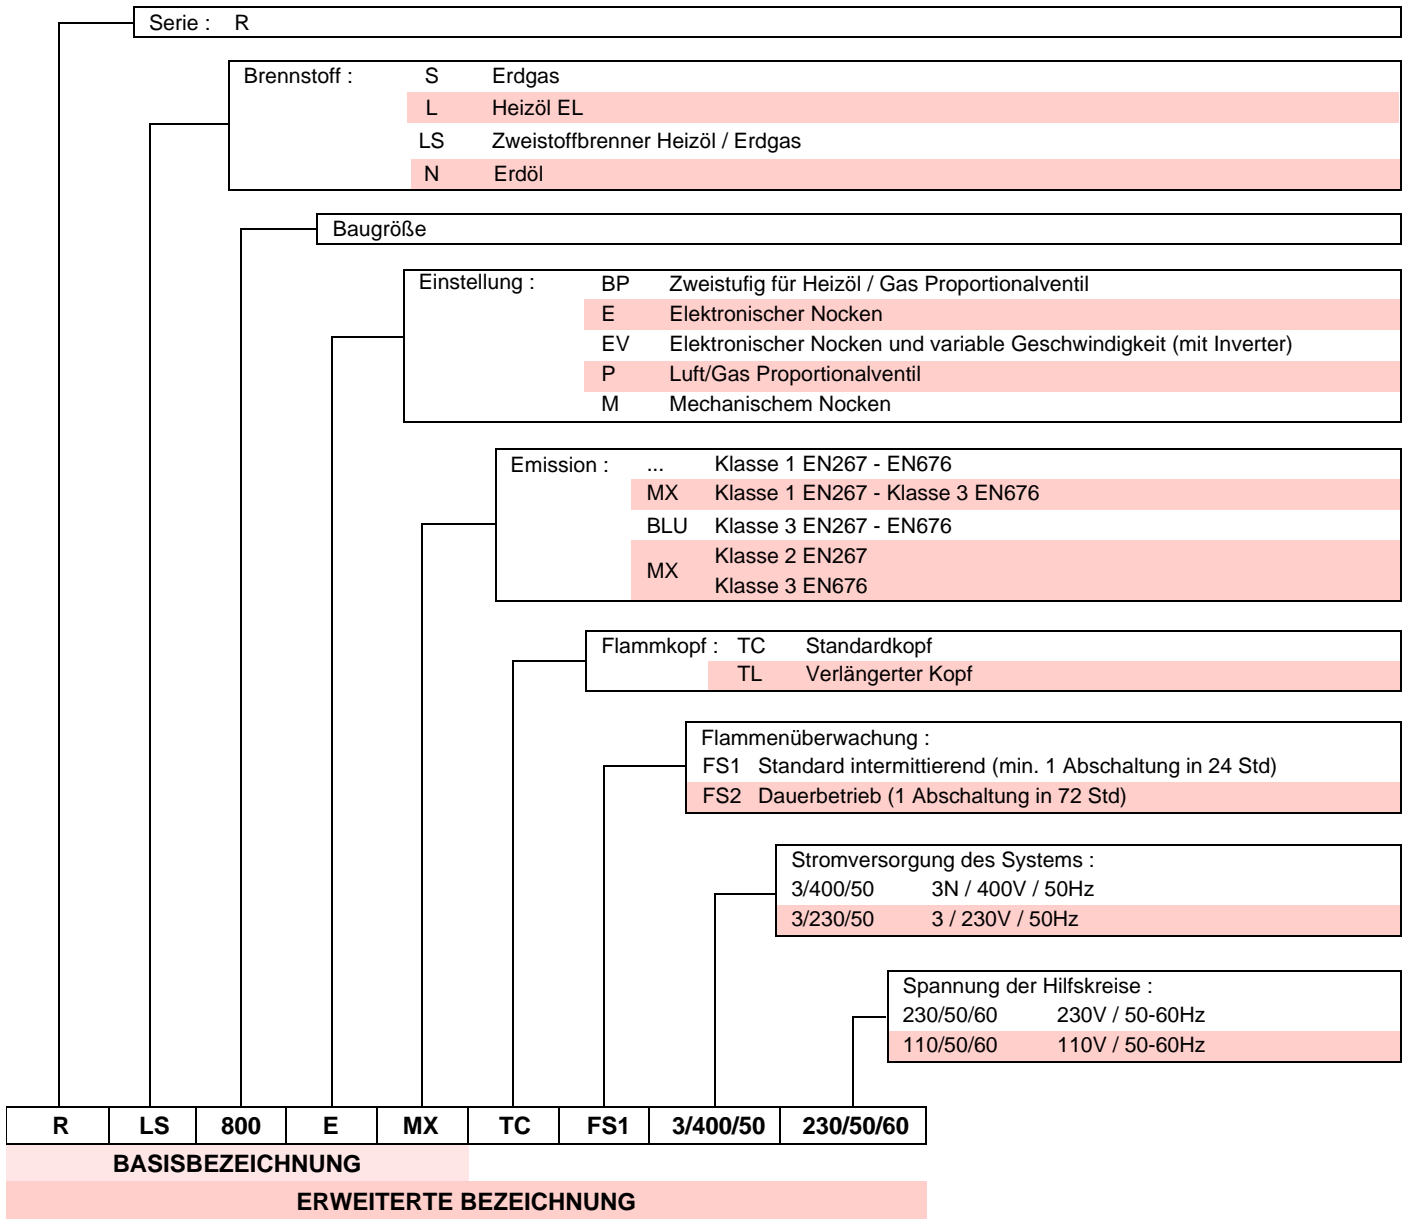 Serie : R
Brennstoff : S Erdgas
L Heizöl EL
LS Zweistoffbrenner Heizöl / Erdgas
N Erdöl
Baugröße
Einstellung : BP Zweistufig für Heizöl / Gas Proportionalventil
E Elektronischer Nocken
EV Elektronischer Nocken und variable Geschwindigkeit (mit Inverter)
P Luft/Gas Proportionalventil
M Mechanischem Nocken
Emission : ... Klasse 1 EN267 - EN676
MX Klasse 1 EN267 - Klasse 3 EN676
BLU Klasse 3 EN267 - EN676
MX Klasse 2 EN267
Klasse 3 EN676
Flammkopf : TC Standardkopf
TL Verlängerter Kopf
Flammenüberwachung :
FS1 Standard intermittierend (min. 1 Abschaltung in 24 Std)
FS2 Dauerbetrieb (1 Abschaltung in 72 Std)
Stromversorgung des Systems :
3/400/50 3N / 400V / 50Hz
3/230/50 3 / 230V / 50Hz
Spannung der Hilfskreise :
230/50/60 230V / 50-60Hz
110/50/60 110V / 50-60Hz
R LS 800 E MX TC FS1 3/400/50 230/50/60
BASISBEZEICHNUNG
ERWEITERTE BEZEICHNUNG